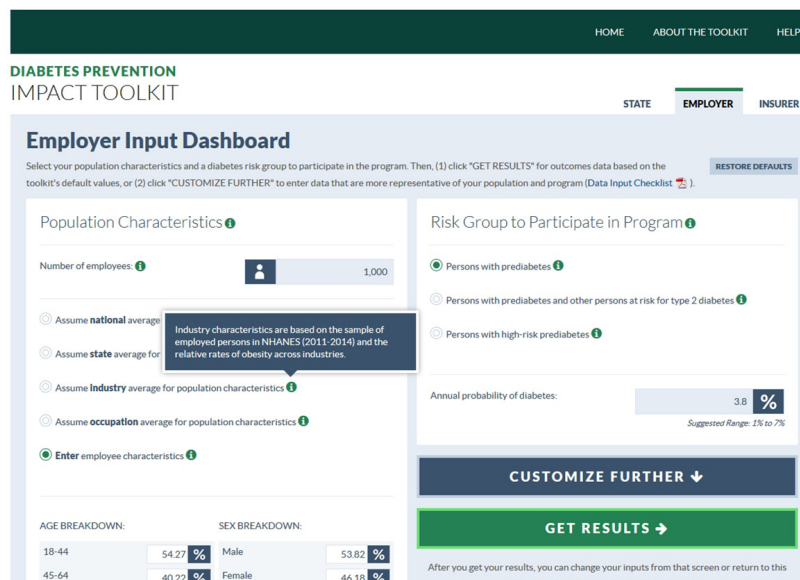 HOME ABOUT THE TOOLKIT HELP
DIABETES PREVENTION
IMPACT TOOLKIT
STATE EMPLOYER INSURER
Employer Input Dashboard
Select your population characteristics and a diabetes risk group to participate in the program. Then, (1) click "GET RESULTS" for outcomes data based on the
toolkit's default values, or (2) click "CUSTOMIZE FURTHER" to enter data that are more representative of your population and program (Data Input Checklist ).
RESTORE DEFAULTS
Population Characteristics
Number of employees: 1,000
Assume national average
Assume state average for
Industry characteristics are based on the sample of
employed persons in NHANES (2011-2014) and the
relative rates of obesity across industries.
Assume industry average for population characteristics
Assume occupation average for population characteristics
Enter employee characteristics
AGE BREAKDOWN: SEX BREAKDOWN:
18-44 54.27 % Male 53.82 %
45-64 40.22 % Female 46.18 %
Risk Group to Participate in Program
Persons with prediabetes
Persons with prediabetes and other persons at risk for type 2 diabetes
Persons with high-risk prediabetes
Annual probability of diabetes: 3.8 %
Suggested Range: 1% to 7%
CUSTOMIZE FURTHER
GET RESULTS
After you get your results, you can change your inputs from that screen or return to this